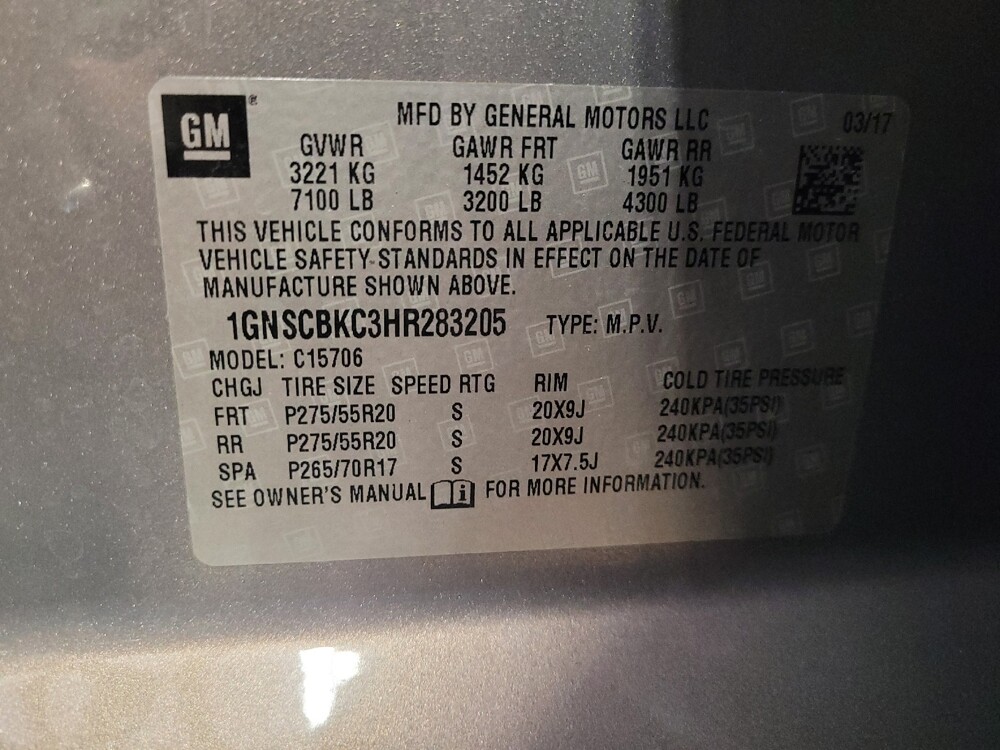 GM ®
MFD BY GENERAL MOTORS LLC 03/17
GVWR GAWR FRT GAWR RR
3221 KG 1452 KG 1951 KG
7100 LB 3200 LB 4300 LB
THIS VEHICLE CONFORMS TO ALL APPLICABLE U.S. FEDERAL MOTOR
VEHICLE SAFETY STANDARDS IN EFFECT ON THE DATE OF
MANUFACTURE SHOWN ABOVE.
1GNSCBKC3HR283205 TYPE: M.P.V.
MODEL: C15706
CHGJ TIRE SIZE SPEED RTG RIM COLD TIRE PRESSURE
FRT P275/55R20 S 20X9J 240KPA(35PSI)
RR P275/55R20 S 20X9J 240KPA(35PSI)
SPA P265/70R17 S 17X7.5J 240KPA(35PSI)
SEE OWNER'S MANUAL i FOR MORE INFORMATION.